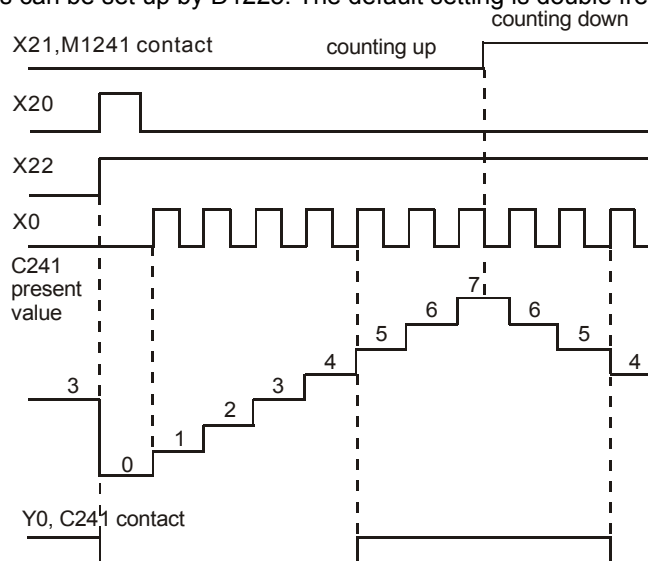 s can be set up by D1225. The default setting is double fre
counting down
X21,M1241 contact
counting up
X20
X22
X0
C241
present
value
7
6
6
5
5
4
4
3
3
2
1
0
Y0, C241 contact